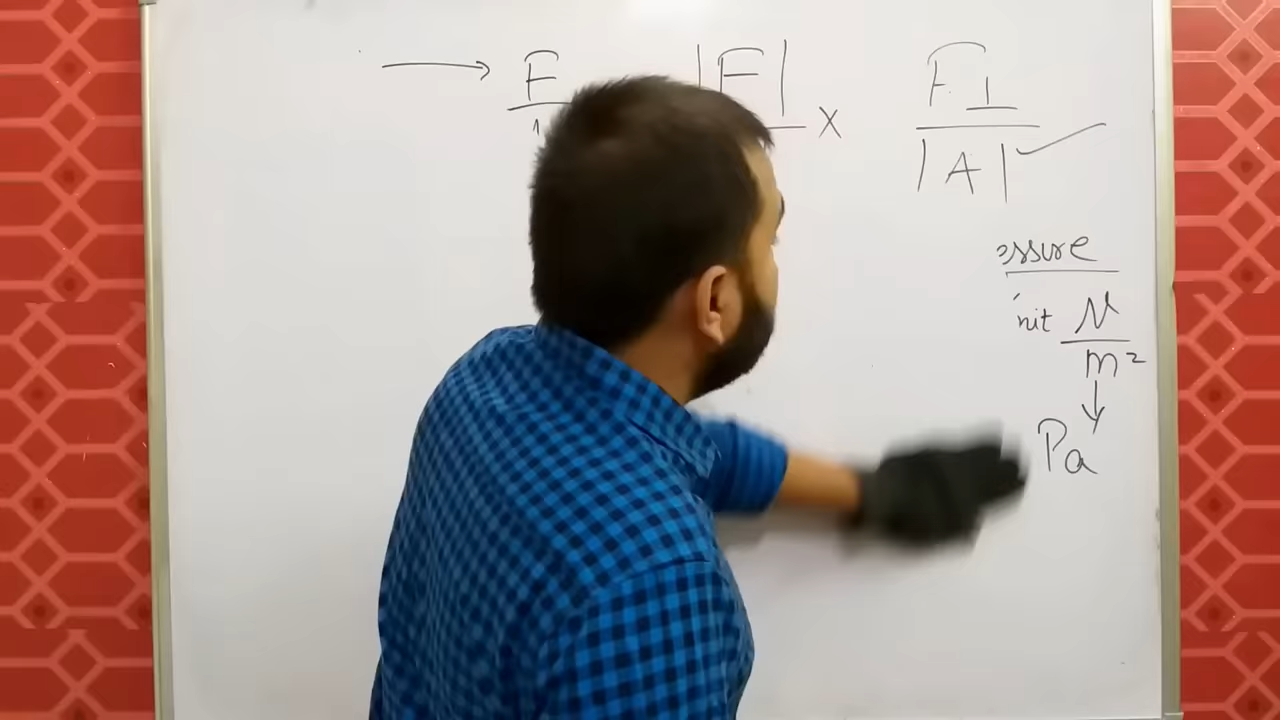 → F |F| × F⊥
|A| ✓
essure
nit N
m²
↓
Pa